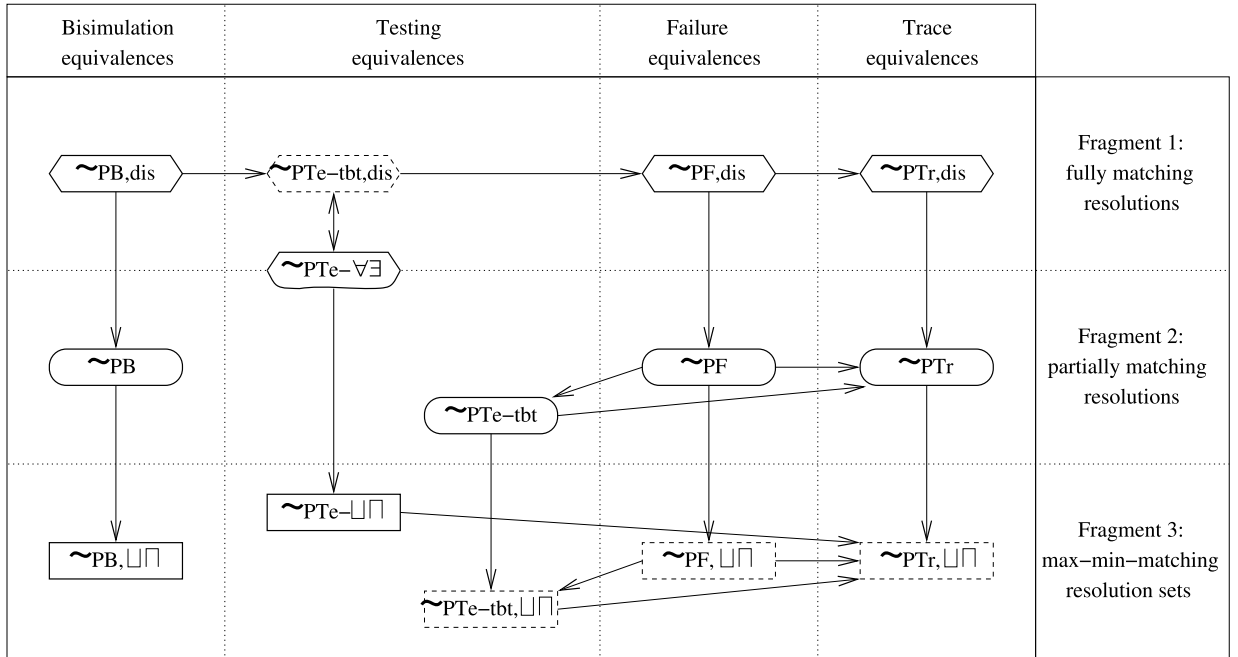 Bisimulation
equivalences
Testing
equivalences
Failure
equivalences
Trace
equivalences
Fragment 1:
fully matching
resolutions
~PB,dis
~PTe−tbt,dis
~PF,dis
~PTr,dis
~PTe−∀∃
Fragment 2:
partially matching
resolutions
~PB
~PF
~PTr
~PTe−tbt
Fragment 3:
max−min−matching
resolution sets
~PTe−⊔⊓
~PB,⊔⊓
~PF,⊔⊓
~PTr,⊔⊓
~PTe−tbt,⊔⊓